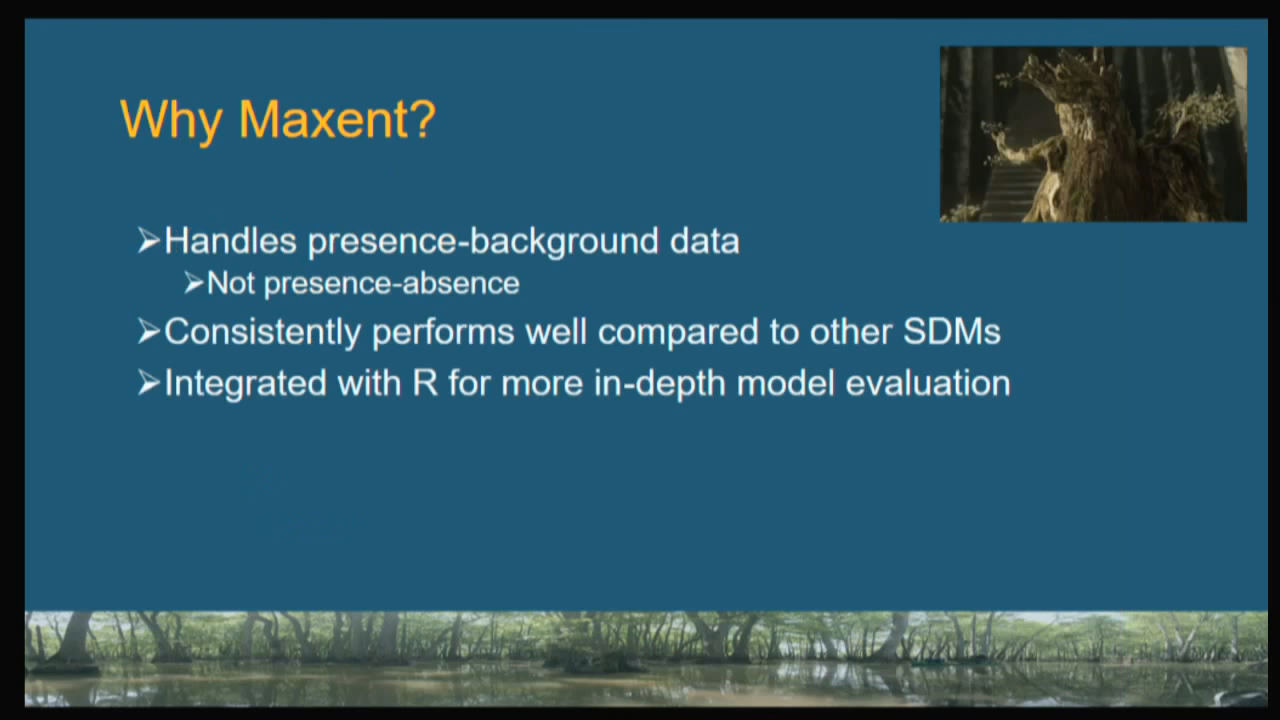 Why Maxent?
➢Handles presence-background data
➢Not presence-absence
➢Consistently performs well compared to other SDMs
➢Integrated with R for more in-depth model evaluation